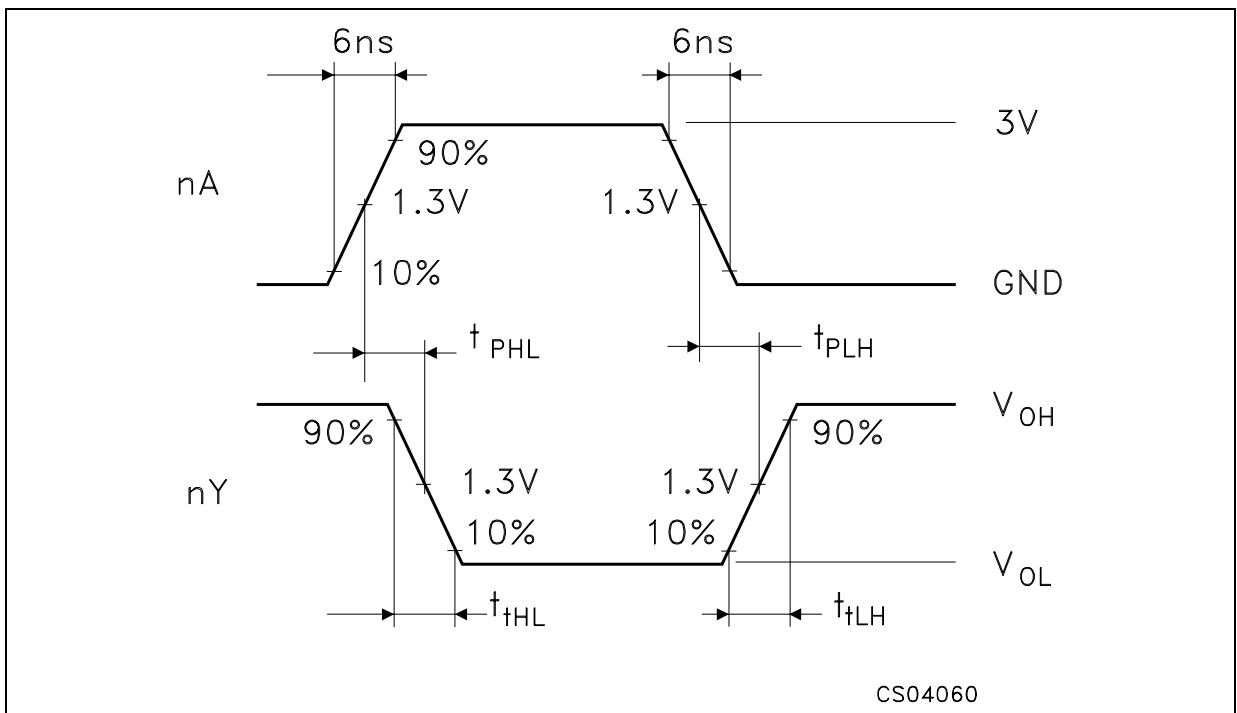 6ns 6ns
3V
90%
nA
1.3V 1.3V
10%
GND
t PHL tPLH
VOH
90% 90%
nY
1.3V 1.3V
10% 10%
VOL
ttHL ttLH
CS04060